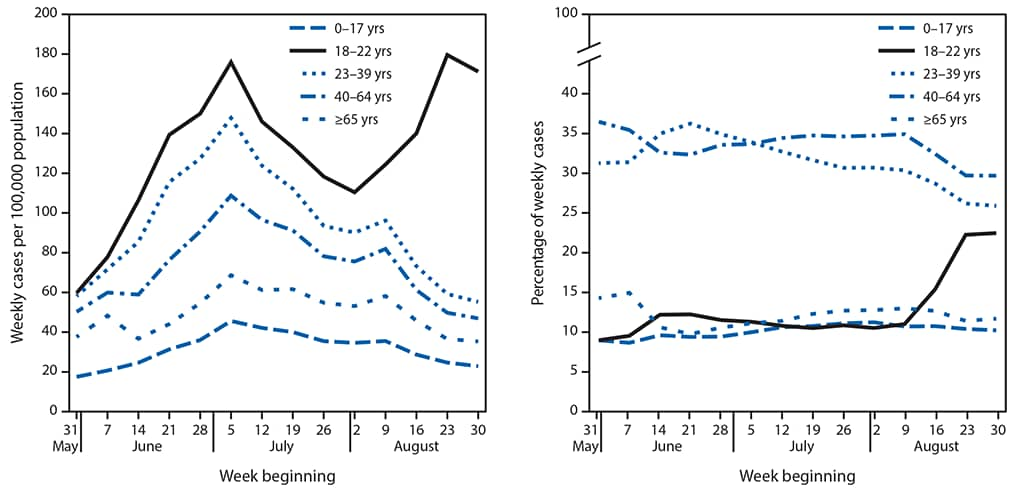 Weekly cases per 100,000 population
200
180
160
140
120
100
80
60
40
20
0
0–17 yrs
18–22 yrs
23–39 yrs
40–64 yrs
≥65 yrs
31 7 14 21 28 5 12 19 26 2 9 16 23 30
May June July August
Week beginning
Percentage of weekly cases
100
40
35
30
25
20
15
10
5
0
0–17 yrs
18–22 yrs
23–39 yrs
40–64 yrs
≥65 yrs
31 7 14 21 28 5 12 19 26 2 9 16 23 30
May June July August
Week beginning